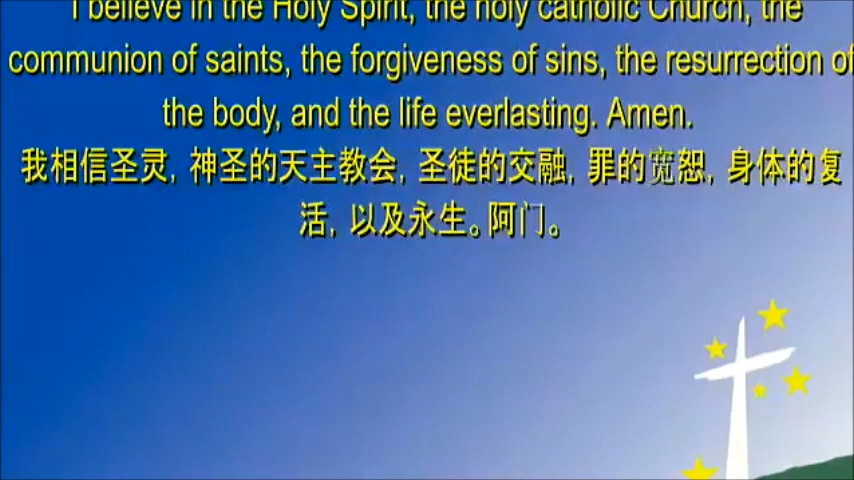 I believe in the Holy Spirit, the holy catholic Church, the
communion of saints, the forgiveness of sins, the resurrection of
the body, and the life everlasting. Amen.
我相信圣灵, 神圣的天主教会, 圣徒的交融, 罪的宽恕, 身体的复
活, 以及永生。阿门。